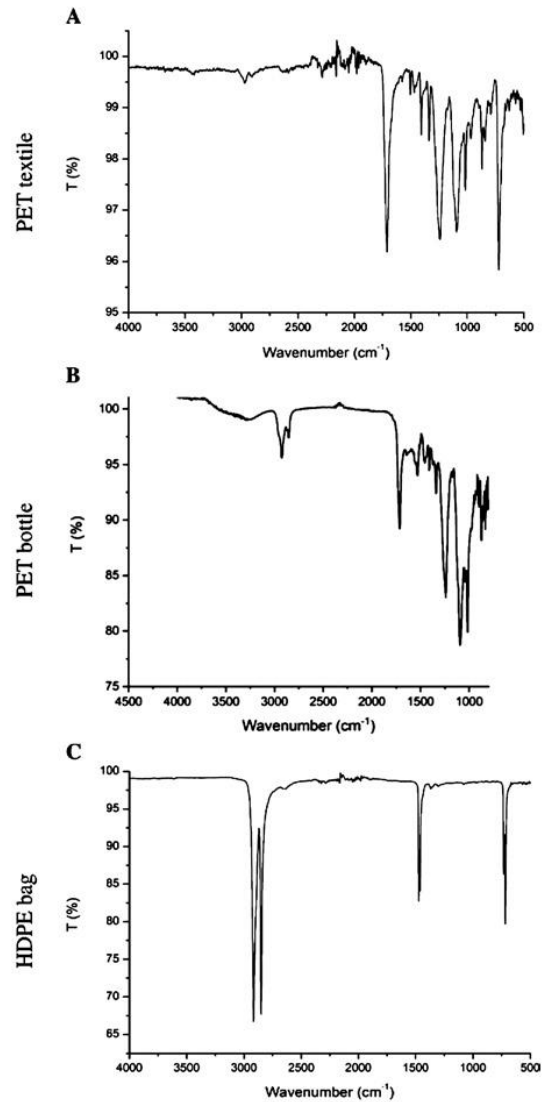 A
PET textile
T (%)
100
99
98
97
96
95
4000 3500 3000 2500 2000 1500 1000 500
Wavenumber (cm-1)
B
PET bottle
T (%)
100
95
90
85
80
75
4500 4000 3500 3000 2500 2000 1500 1000
Wavenumber (cm-1)
C
HDPE bag
T (%)
100
95
90
85
80
75
70
65
4000 3500 3000 2500 2000 1500 1000 500
Wavenumber (cm-1)